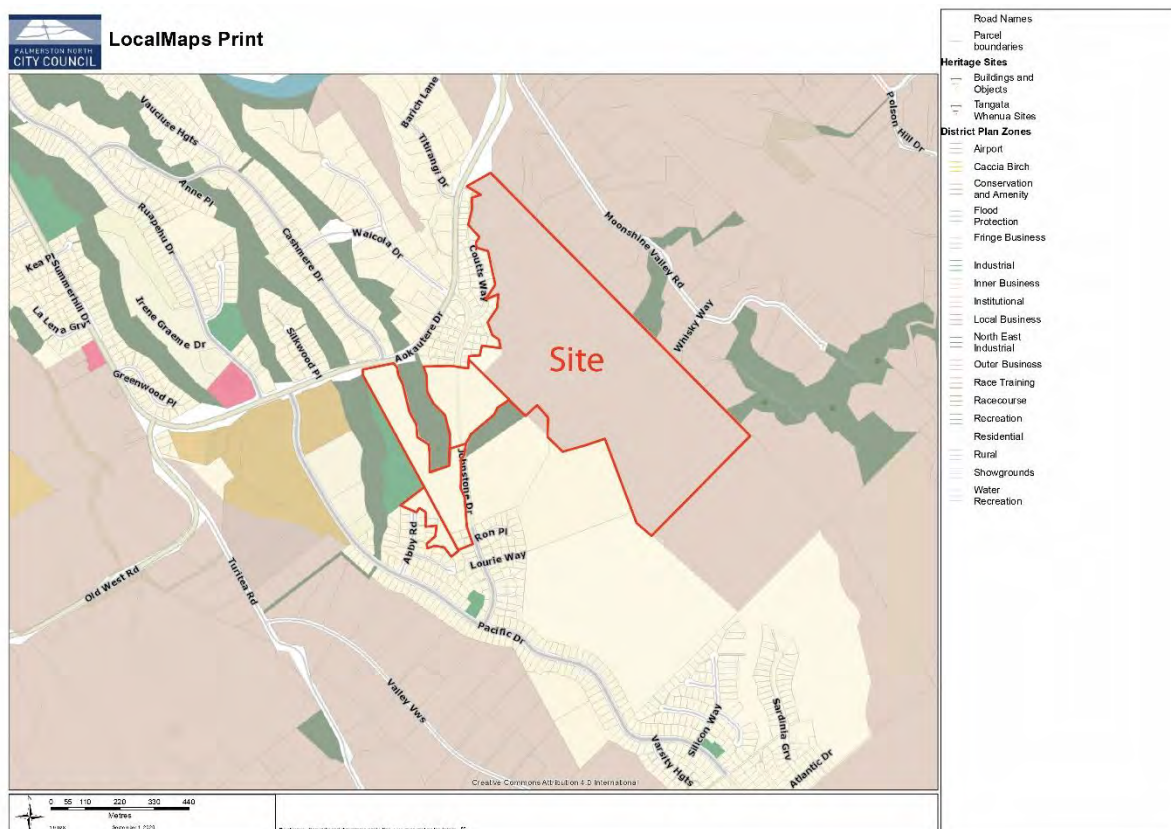 PALMERSTON NORTH
CITY COUNCIL
LocalMaps Print
Vaucluse Hgts
Anne Pl
Ruapehu Dr
Cashmere Dr
Waicola Dr
Barich Lane
Titirangi Dr
Polson Hill Dr
Moonshine Valley Rd
Whisky Way
Coutts Way
Aokautere Dr
Kea Pl
Summerhill Dr
La Lena Grv
Irene Graeme Dr
Silkwood Pl
Greenwood Pl
Site
Johnstone Dr
Abby Rd
Ron Pl
Lourie Way
Old West Rd
Turitea Rd
Pacific Dr
Valley Vws
Silicon Way
Sardinia Grv
Varsity Hgts
Atlantic Dr
Creative Commons Attribution 4.0 International
0 55 110 220 330 440
Metres
Road Names
Parcel
boundaries
Heritage Sites
Buildings and
Objects
Tangata
Whenua Sites
District Plan Zones
Airport
Caccia Birch
Conservation
and Amenity
Flood
Protection
Fringe Business
Industrial
Inner Business
Institutional
Local Business
North East
Industrial
Outer Business
Race Training
Racecourse
Recreation
Residential
Rural
Showgrounds
Water
Recreation